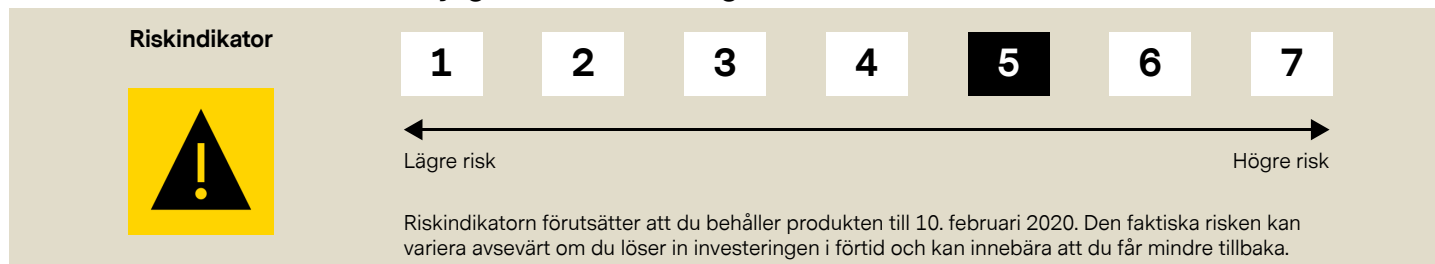 Riskindikator
1 2 3 4 5 6 7
Lägre risk Högre risk
Riskindikatorn förutsätter att du behåller produkten till 10. februari 2020. Den faktiska risken kan
variera avsevärt om du löser in investeringen i förtid och kan innebära att du får mindre tillbaka.